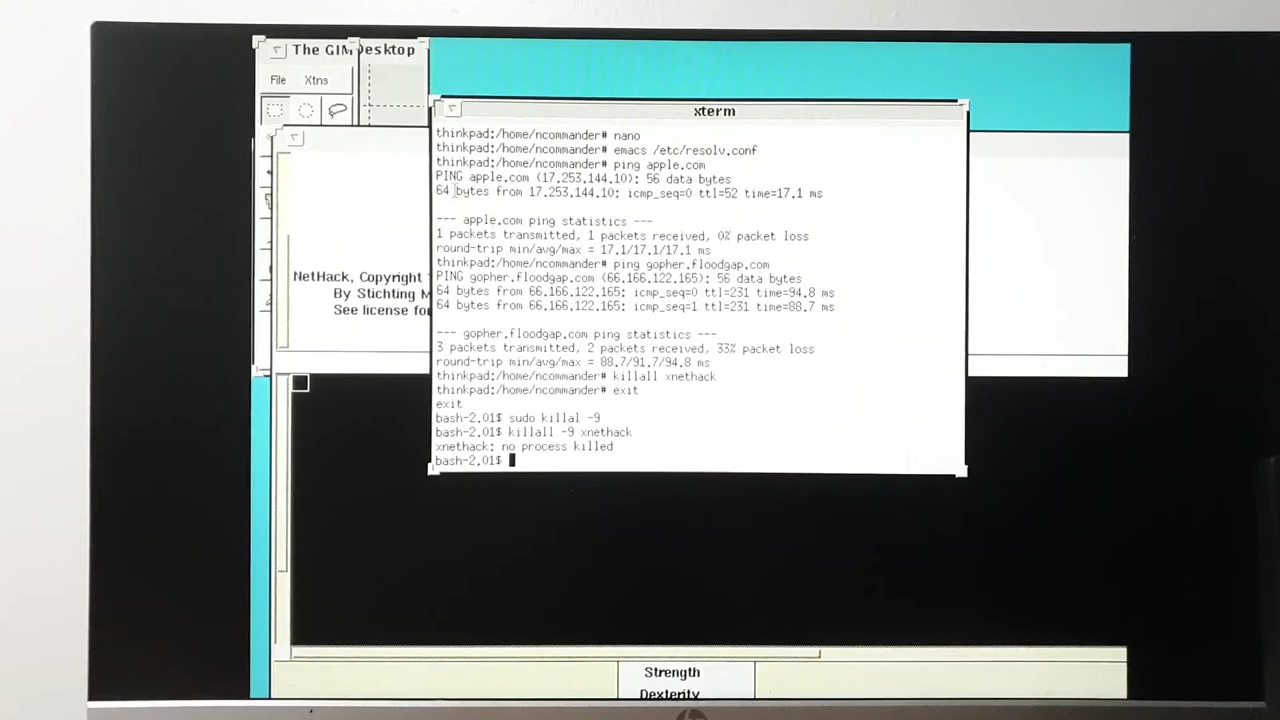 The GIM
Desktop
File Xtns
xterm
thinkpad:/home/ncommander# nano
thinkpad:/home/ncommander# emacs /etc/resolv.conf
thinkpad:/home/ncommander# ping apple.com
PING apple.com (17.253.144.10): 56 data bytes
64 bytes from 17.253.144.10: icmp_seq=0 ttl=52 time=17.1 ms
--- apple.com ping statistics ---
1 packets transmitted, 1 packets received, 0% packet loss
round-trip min/avg/max = 17.1/17.1/17.1 ms
thinkpad:/home/ncommander# ping gopher.floodgap.com
PING gopher.floodgap.com (66.166.122.165): 56 data bytes
64 bytes from 66.166.122.165: icmp_seq=0 ttl=231 time=94.8 ms
64 bytes from 66.166.122.165: icmp_seq=1 ttl=231 time=88.7 ms
--- gopher.floodgap.com ping statistics ---
3 packets transmitted, 2 packets received, 33% packet loss
round-trip min/avg/max = 88.7/91.7/94.8 ms
thinkpad:/home/ncommander# killall xnethack
thinkpad:/home/ncommander# exit
exit
bash-2.01$ sudo killal -9
bash-2.01$ killall -9 xnethack
xnethack: no process killed
bash-2.01$
NetHack, Copyright
By Stichting M
See license for
Strength
Dexterity
hp